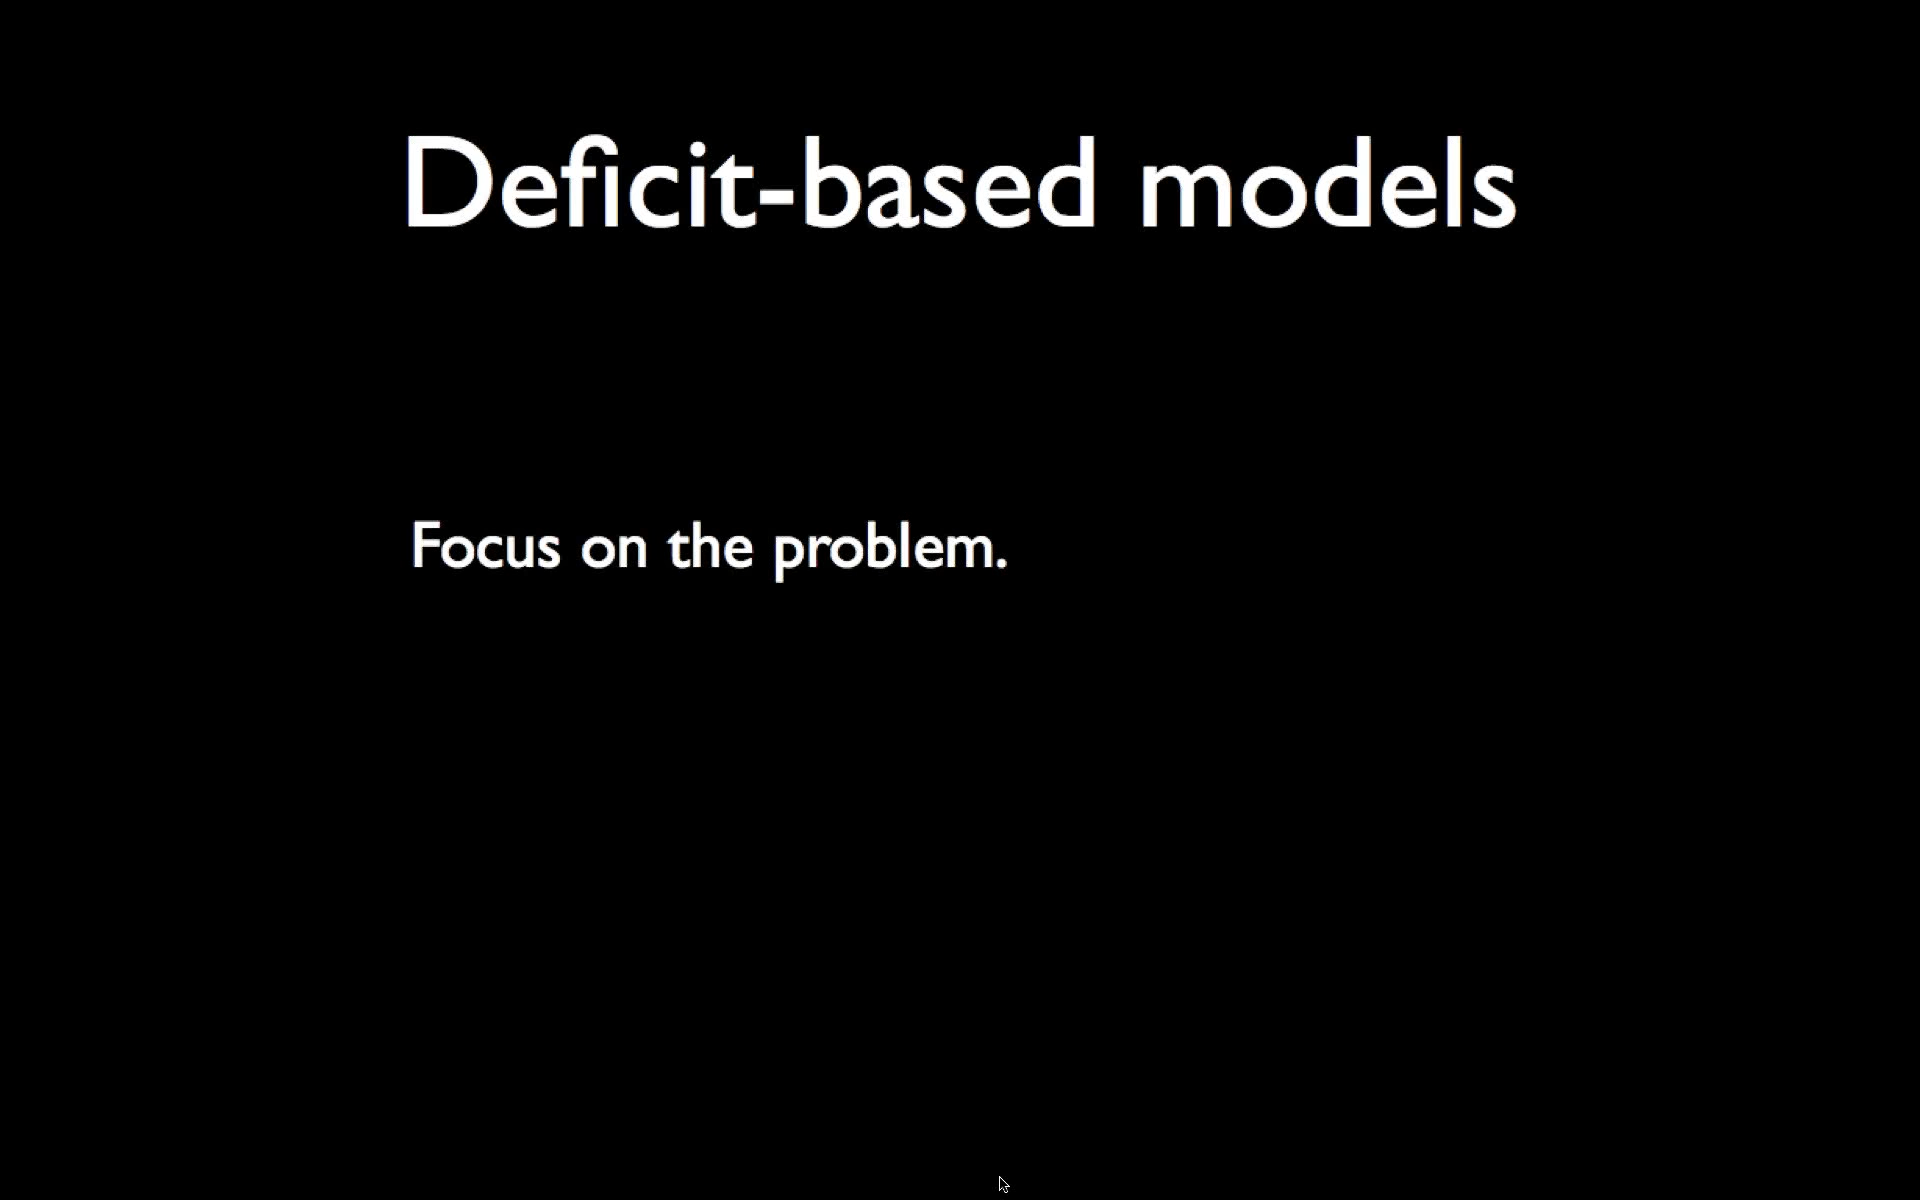 Deficit-based models
Focus on the problem.